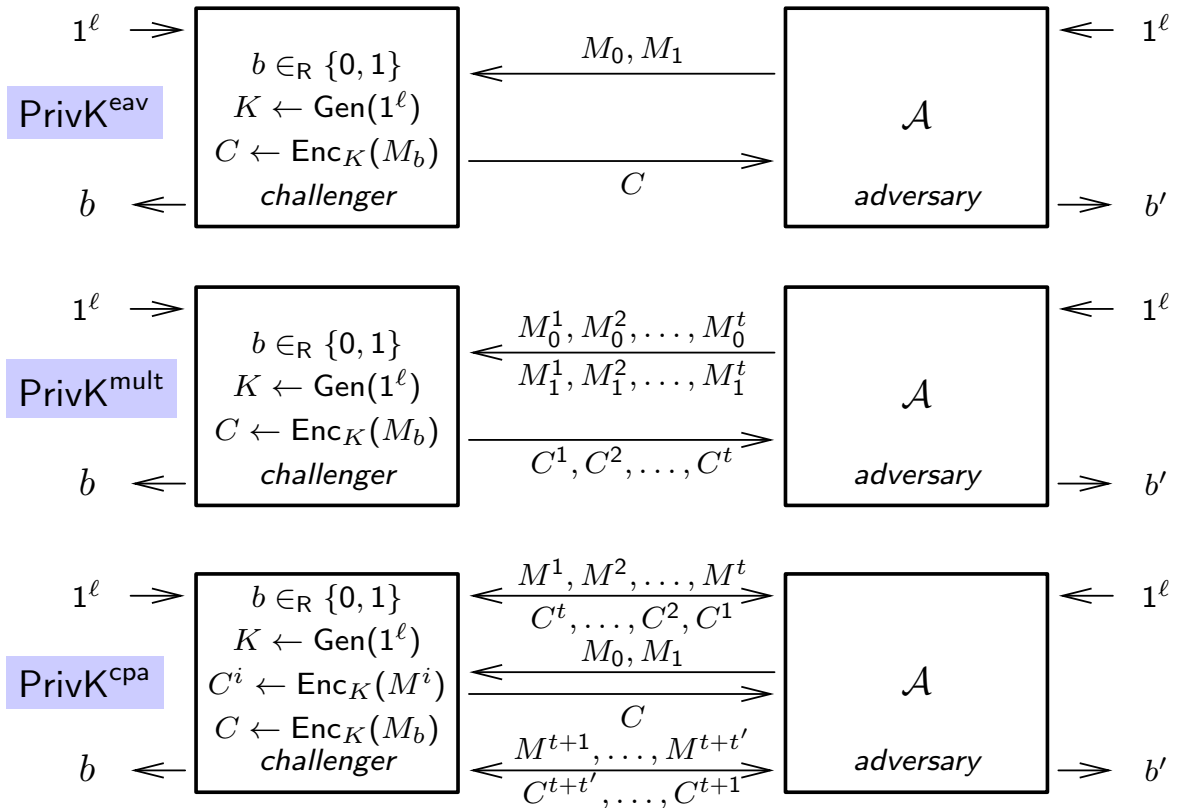 1^ℓ
b ∈_R {0, 1}
K ← Gen(1^ℓ)
C ← Enc_K(M_b)
challenger
PrivK^eav
b
M_0, M_1
C
𝒜
adversary
1^ℓ
b′
1^ℓ
b ∈_R {0, 1}
K ← Gen(1^ℓ)
C ← Enc_K(M_b)
challenger
PrivK^mult
b
M_0^1, M_0^2, . . . , M_0^t
M_1^1, M_1^2, . . . , M_1^t
C^1, C^2, . . . , C^t
𝒜
adversary
1^ℓ
b′
1^ℓ
b ∈_R {0, 1}
K ← Gen(1^ℓ)
C^i ← Enc_K(M^i)
C ← Enc_K(M_b)
challenger
PrivK^cpa
b
M^1, M^2, . . . , M^t
C^t, . . . , C^2, C^1
M_0, M_1
C
M^{t+1}, . . . , M^{t+t′}
C^{t+t′}, . . . , C^{t+1}
𝒜
adversary
1^ℓ
b′